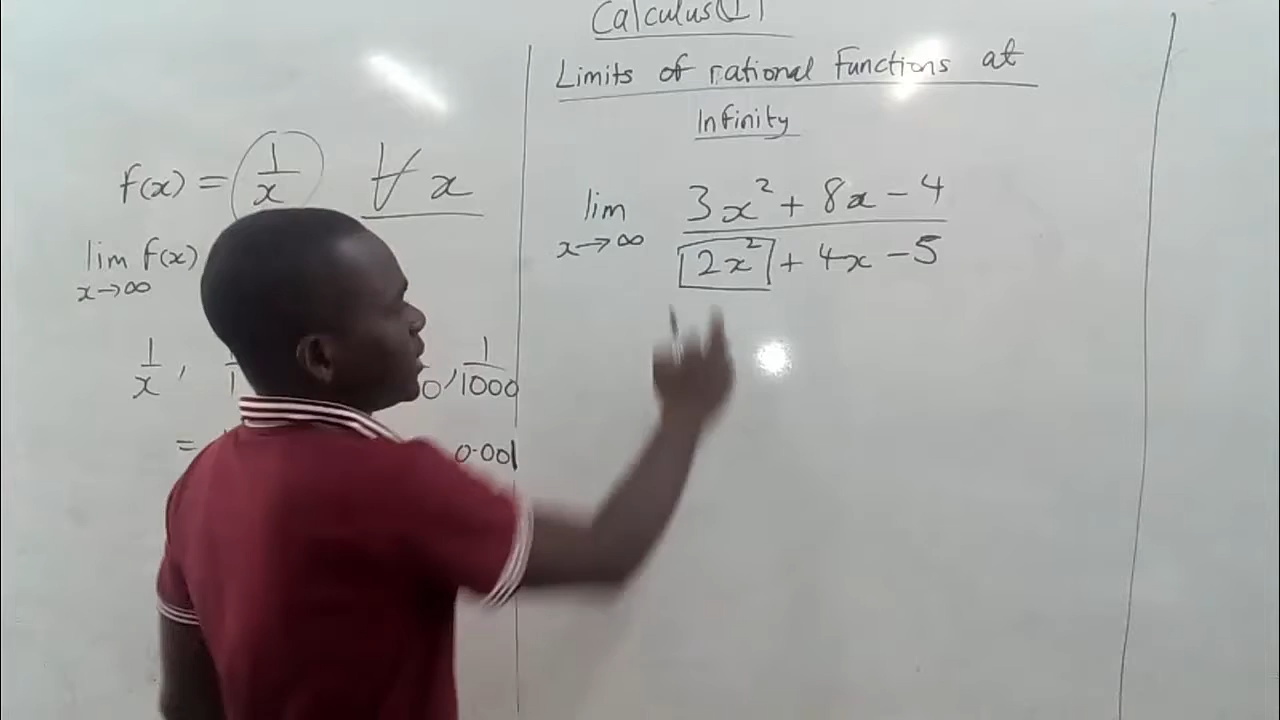 Calculus(1)
Limits of rational functions at
Infinity
f(x) = 1/x ∀ x
lim f(x)
x→∞
1/x ,
0, 1/1000
=
0.001
lim 3x² + 8x - 4
x→∞ 2x² + 4x - 5